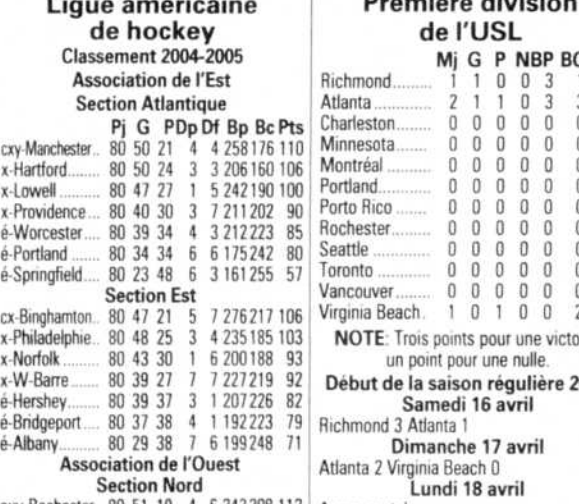 Ligue américaine
de hockey
Classement 2004-2005
Association de l'Est
Section Atlantique
Pj G PDp Df Bp Bc Pts
cxy-Manchester.. 80 50 21 4 4 258 176 110
x-Hartford........ 80 50 24 3 3 206 160 106
x-Lowell .......... 80 47 27 1 5 242 190 100
x-Providence ... 80 40 30 3 7 211 202 90
é-Worcester .... 80 39 34 4 3 212 223 85
é-Portland ....... 80 34 34 6 6 175 242 80
é-Springfield.... 80 23 48 6 3 161 255 57
Section Est
cx-Binghamton.. 80 47 21 5 7 276 217 106
x-Philadelphie.. 80 48 25 3 4 235 185 103
x-Norfolk ......... 80 43 30 1 6 200 188 93
x-W-Barre ....... 80 39 27 7 7 227 219 92
é-Hershey........ 80 39 37 3 1 207 226 82
é-Bridgeport.... 80 37 38 4 1 192 223 79
é-Albany.......... 80 29 38 7 6 199 248 71
Association de l'Ouest
Section Nord
Première division
de l'USL
Mj G P N BP
Richmond......... 1 1 0 0 3
Atlanta ............. 2 1 1 0 3
Charleston........ 0 0 0 0 0
Minnesota........ 0 0 0 0 0
Montréal .......... 0 0 0 0 0
Portland............ 0 0 0 0 0
Porto Rico ........ 0 0 0 0 0
Rochester......... 0 0 0 0 0
Seattle ............. 0 0 0 0 0
Toronto ............ 0 0 0 0 0
Vancouver ........ 0 0 0 0 0
Virginia Beach. 1 0 1 0 0
NOTE: Trois points pour une
un point pour une nulle.
Début de la saison régulière
Samedi 16 avril
Richmond 3 Atlanta 1
Dimanche 17 avril
Atlanta 2 Virginia Beach 0
Lundi 18 avril